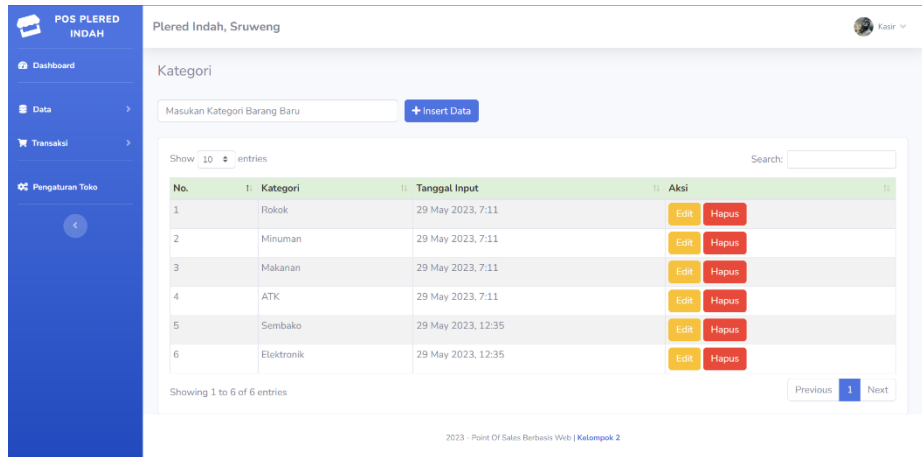 POS PLERED
INDAH
Plered Indah, Sruweng
Kasir
Dashboard
Data
Transaksi
Pengaturan Toko
Kategori
Masukan Kategori Barang Baru
+ Insert Data
Show 10 entries
Search:
No. Kategori Tanggal Input Aksi
1 Rokok 29 May 2023, 7:11 Edit Hapus
2 Minuman 29 May 2023, 7:11 Edit Hapus
3 Makanan 29 May 2023, 7:11 Edit Hapus
4 ATK 29 May 2023, 7:11 Edit Hapus
5 Sembako 29 May 2023, 12:35 Edit Hapus
6 Elektronik 29 May 2023, 12:35 Edit Hapus
Showing 1 to 6 of 6 entries
Previous 1 Next
2023 - Point Of Sales Berbasis Web | Kelompok 2